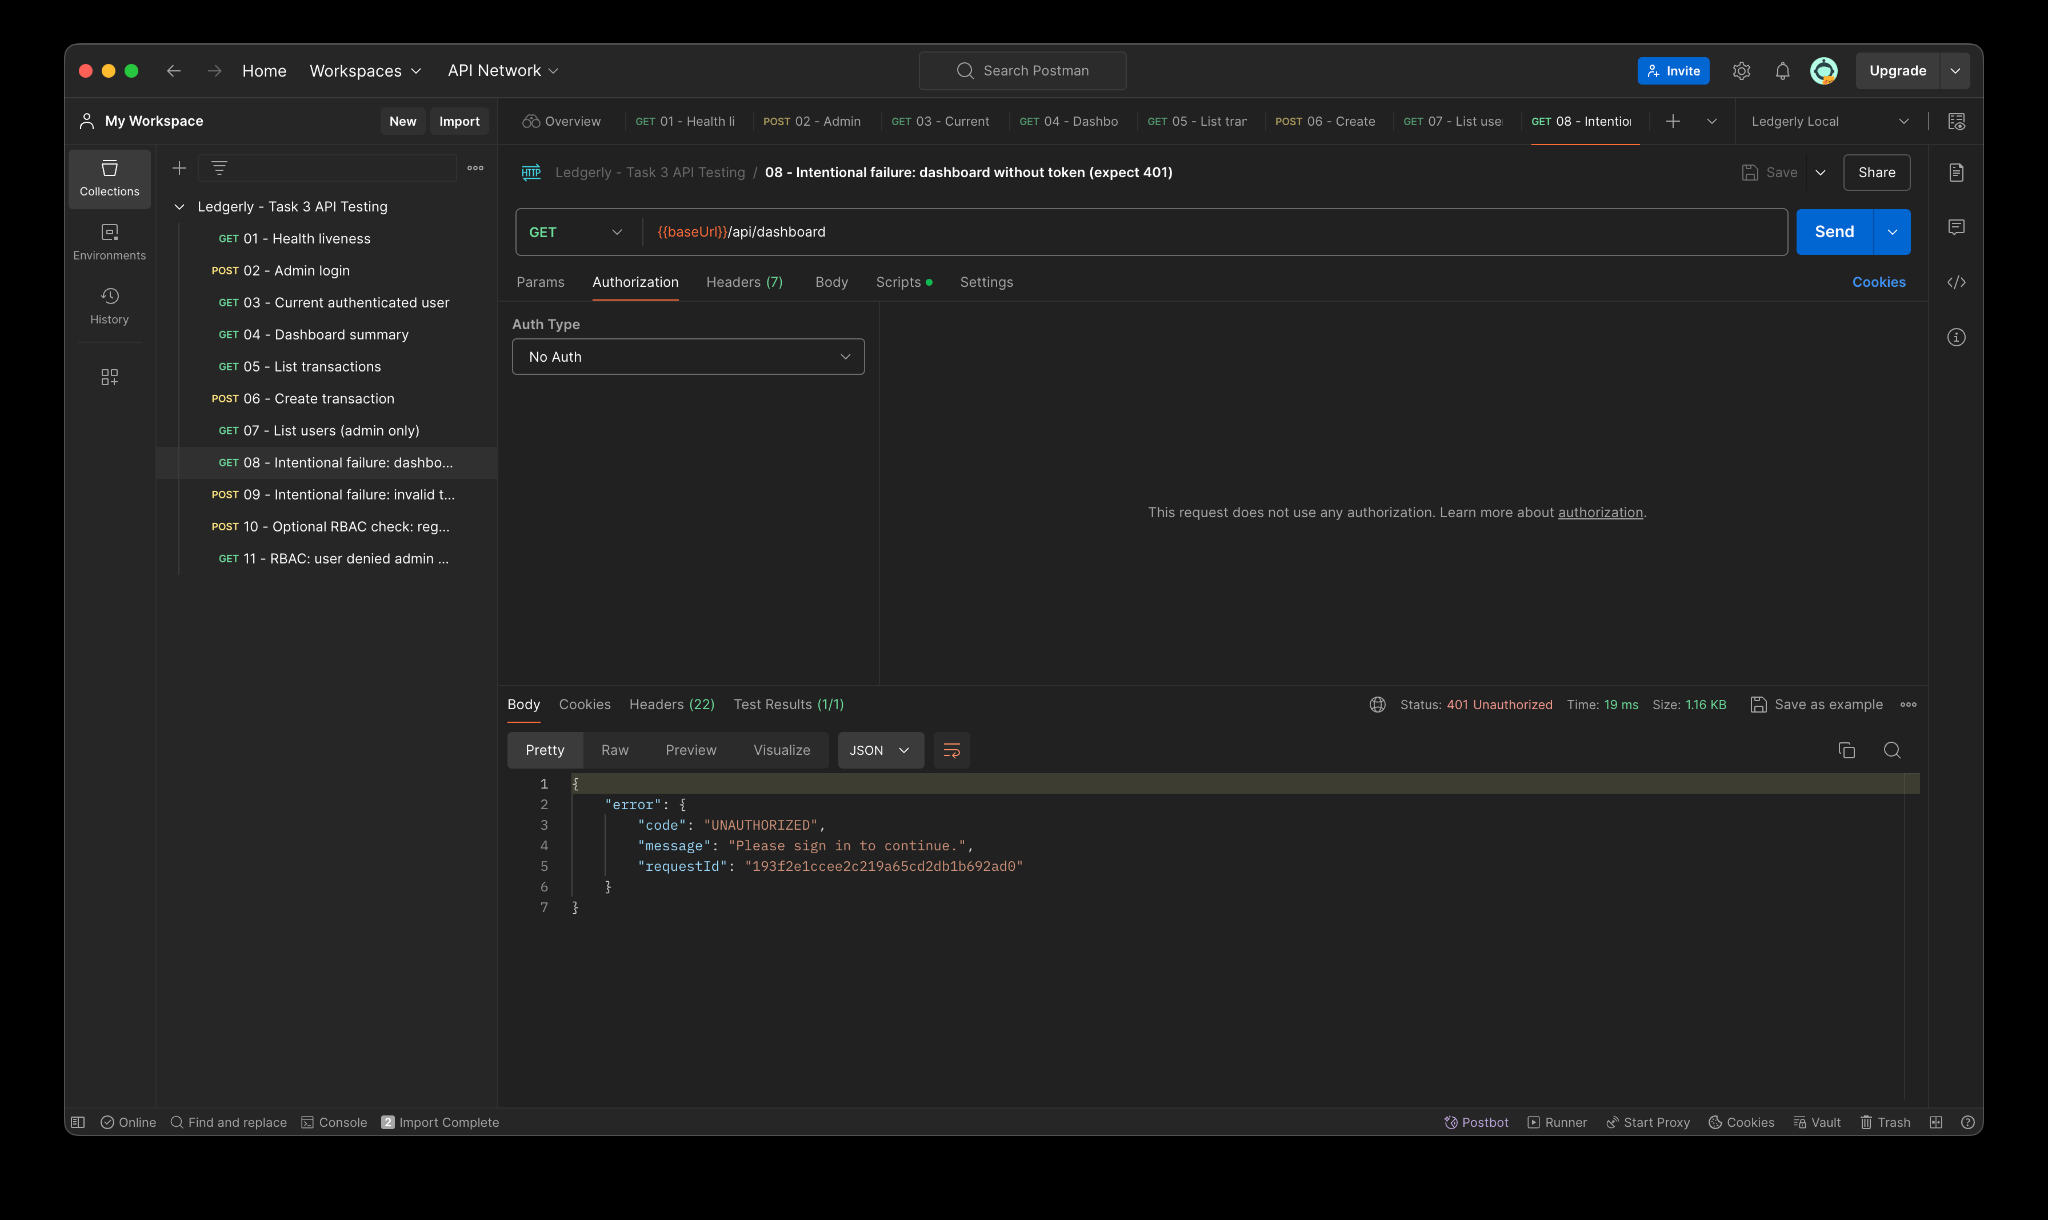 Home
Workspaces
API Network
Search Postman
Invite
Upgrade
My Workspace
New
Import
Overview
GET 01 - Health li
POST 02 - Admin
GET 03 - Current
GET 04 - Dashbo
GET 05 - List trar
POST 06 - Create
GET 07 - List use
GET 08 - Intentio
Ledgerly Local
Collections
Environments
History
Ledgerly - Task 3 API Testing
GET 01 - Health liveness
POST 02 - Admin login
GET 03 - Current authenticated user
GET 04 - Dashboard summary
GET 05 - List transactions
POST 06 - Create transaction
GET 07 - List users (admin only)
GET 08 - Intentional failure: dashbo...
POST 09 - Intentional failure: invalid t...
POST 10 - Optional RBAC check: reg...
GET 11 - RBAC: user denied admin ...
HTTP
Ledgerly - Task 3 API Testing / 08 - Intentional failure: dashboard without token (expect 401)
Save
Share
GET
{{baseUrl}}/api/dashboard
Send
Params
Authorization
Headers (7)
Body
Scripts
Settings
Cookies
Auth Type
No Auth
This request does not use any authorization. Learn more about authorization.
Body
Cookies
Headers (22)
Test Results (1/1)
Status: 401 Unauthorized
Time: 19 ms
Size: 1.16 KB
Save as example
Pretty
Raw
Preview
Visualize
JSON
1 {
2 "error": {
3 "code": "UNAUTHORIZED",
4 "message": "Please sign in to continue.",
5 "requestId": "193f2e1ccee2c219a65cd2db1b692ad0"
6 }
7 }
Online
Find and replace
Console
2 Import Complete
Postbot
Runner
Start Proxy
Cookies
Vault
Trash